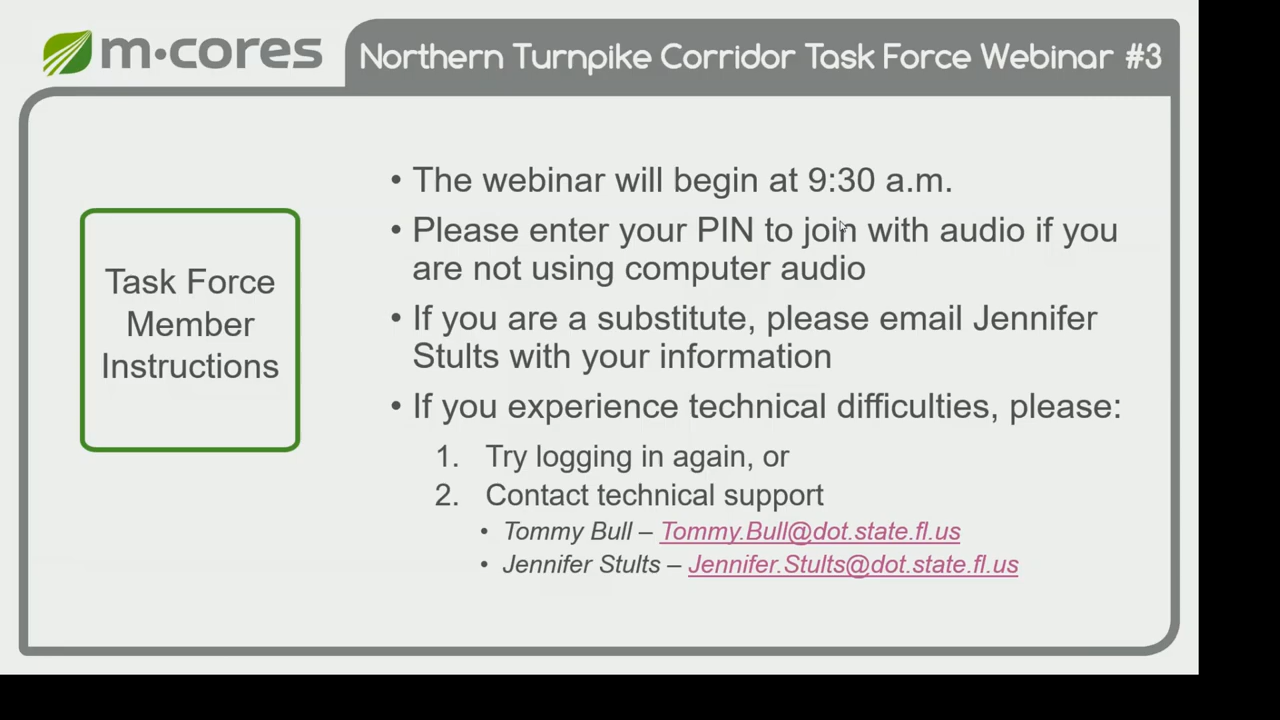 m·cores
Northern Turnpike Corridor Task Force Webinar #3
Task Force
Member
Instructions
• The webinar will begin at 9:30 a.m.
• Please enter your PIN to join with audio if you
are not using computer audio
• If you are a substitute, please email Jennifer
Stults with your information
• If you experience technical difficulties, please:
1. Try logging in again, or
2. Contact technical support
• Tommy Bull – Tommy.Bull@dot.state.fl.us
• Jennifer Stults – Jennifer.Stults@dot.state.fl.us